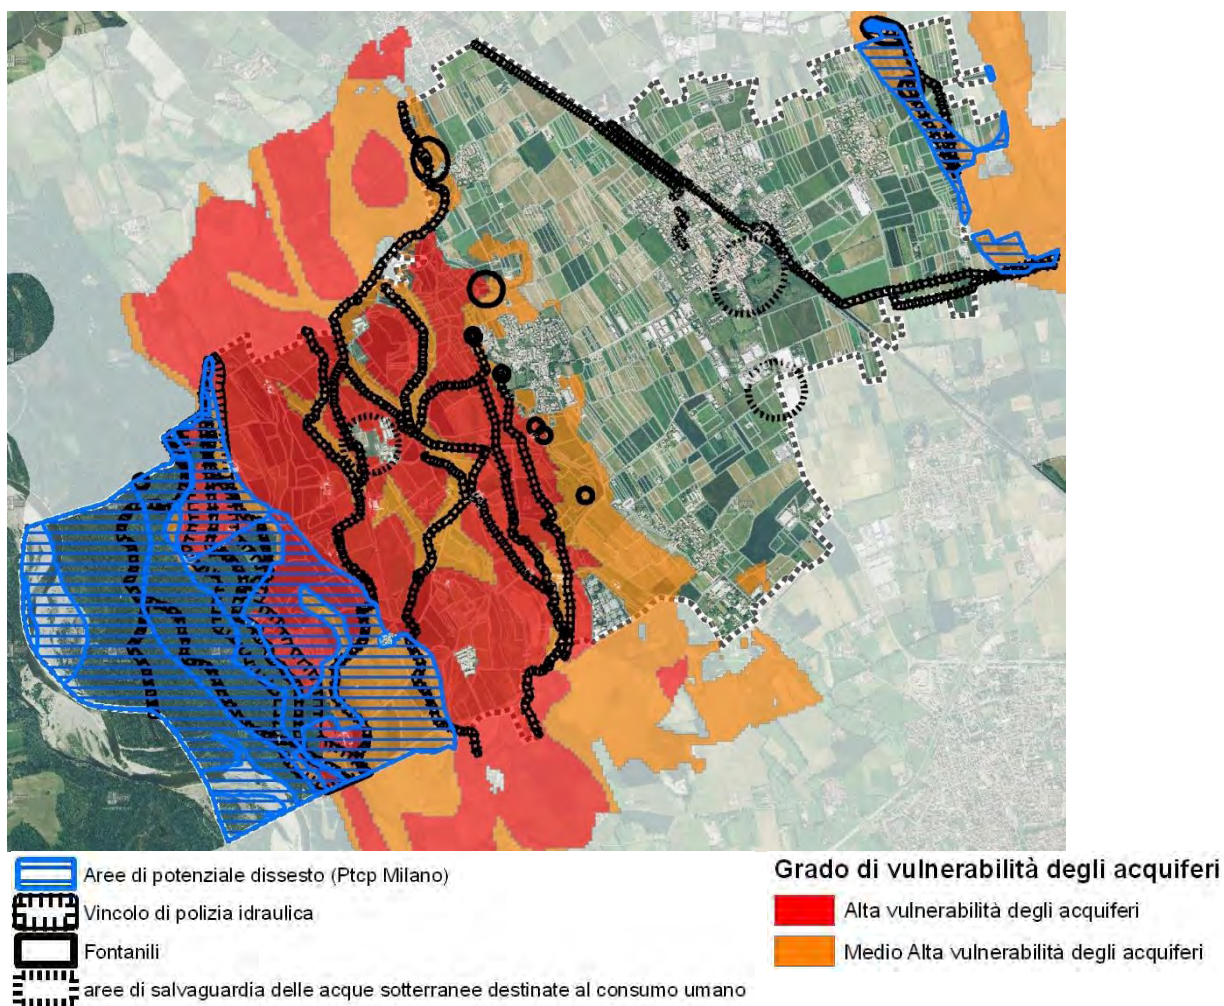 Aree di potenziale dissesto (Ptcp Milano)
Vincolo di polizia idraulica
Fontanili
aree di salvaguardia delle acque sotterranee destinate al consumo umano
Grado di vulnerabilità degli acquiferi
Alta vulnerabilità degli acquiferi
Medio Alta vulnerabilità degli acquiferi